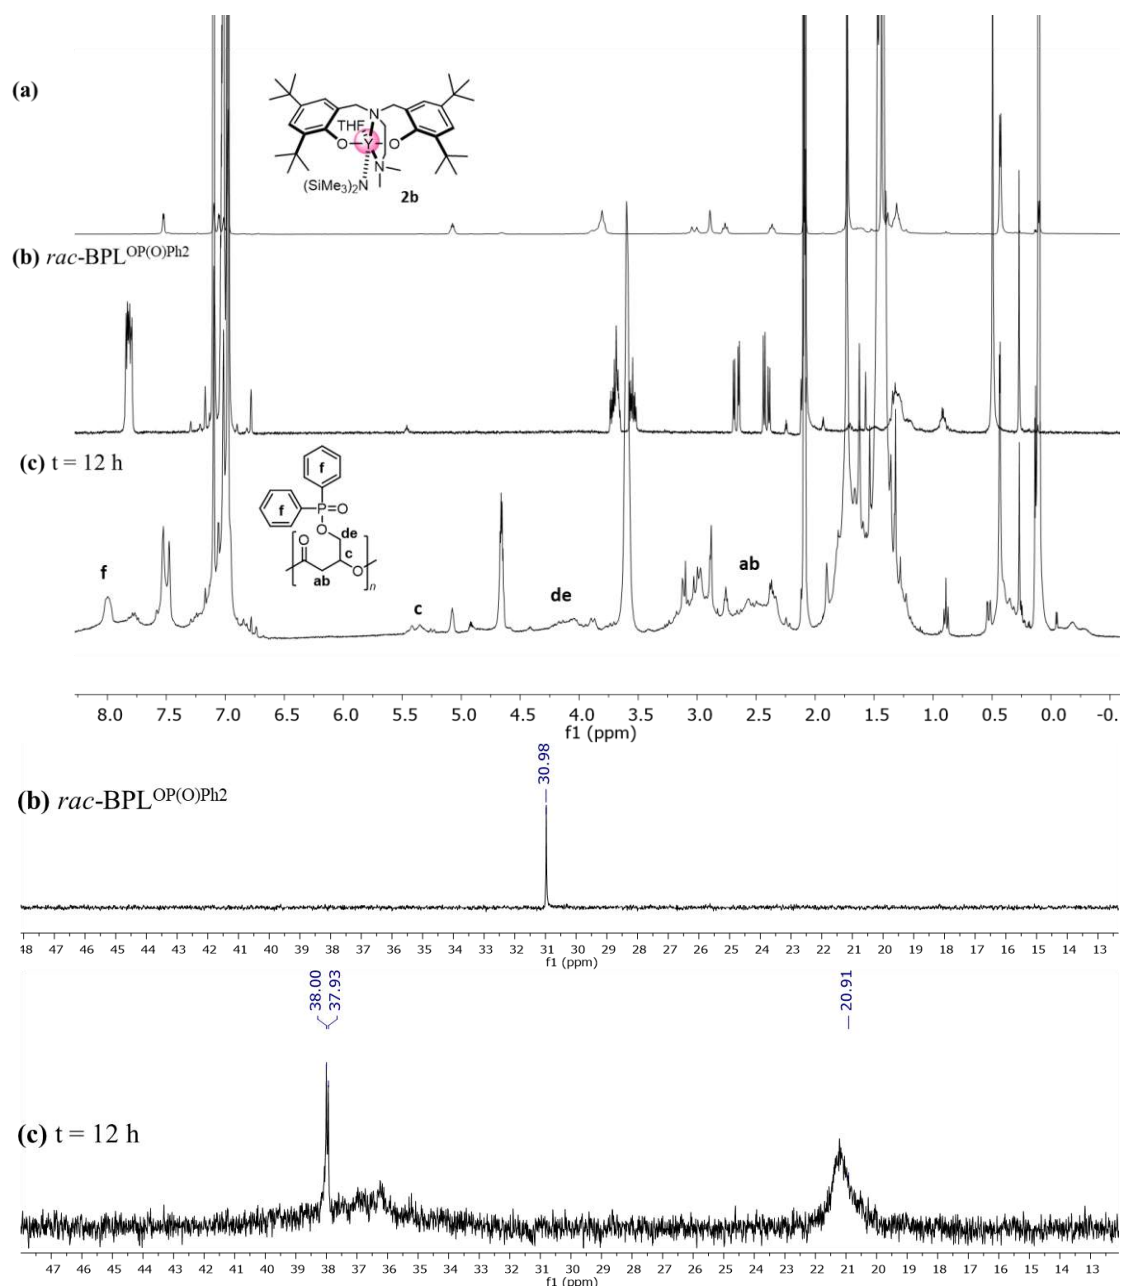 (a)
THF
N
O
Y
O
N
(SiMe3)2N
2b
(b) rac-BPL^OP(O)Ph2
(c) t = 12 h
f
f
P=O
O
de
O
c
O
ab
n
f
c
de
ab
8.0 7.5 7.0 6.5 6.0 5.5 5.0 4.5 4.0 3.5 3.0 2.5 2.0 1.5 1.0 0.5 0.0 -0.
f1 (ppm)
30.98
(b) rac-BPL^OP(O)Ph2
48 47 46 45 44 43 42 41 40 39 38 37 36 35 34 33 32 31 30 29 28 27 26 25 24 23 22 21 20 19 18 17 16 15 14 13
f1 (ppm)
38.00
37.93
20.91
(c) t = 12 h
47 46 45 44 43 42 41 40 39 38 37 36 35 34 33 32 31 30 29 28 27 26 25 24 23 22 21 20 19 18 17 16 15 14 13
f1 (ppm)